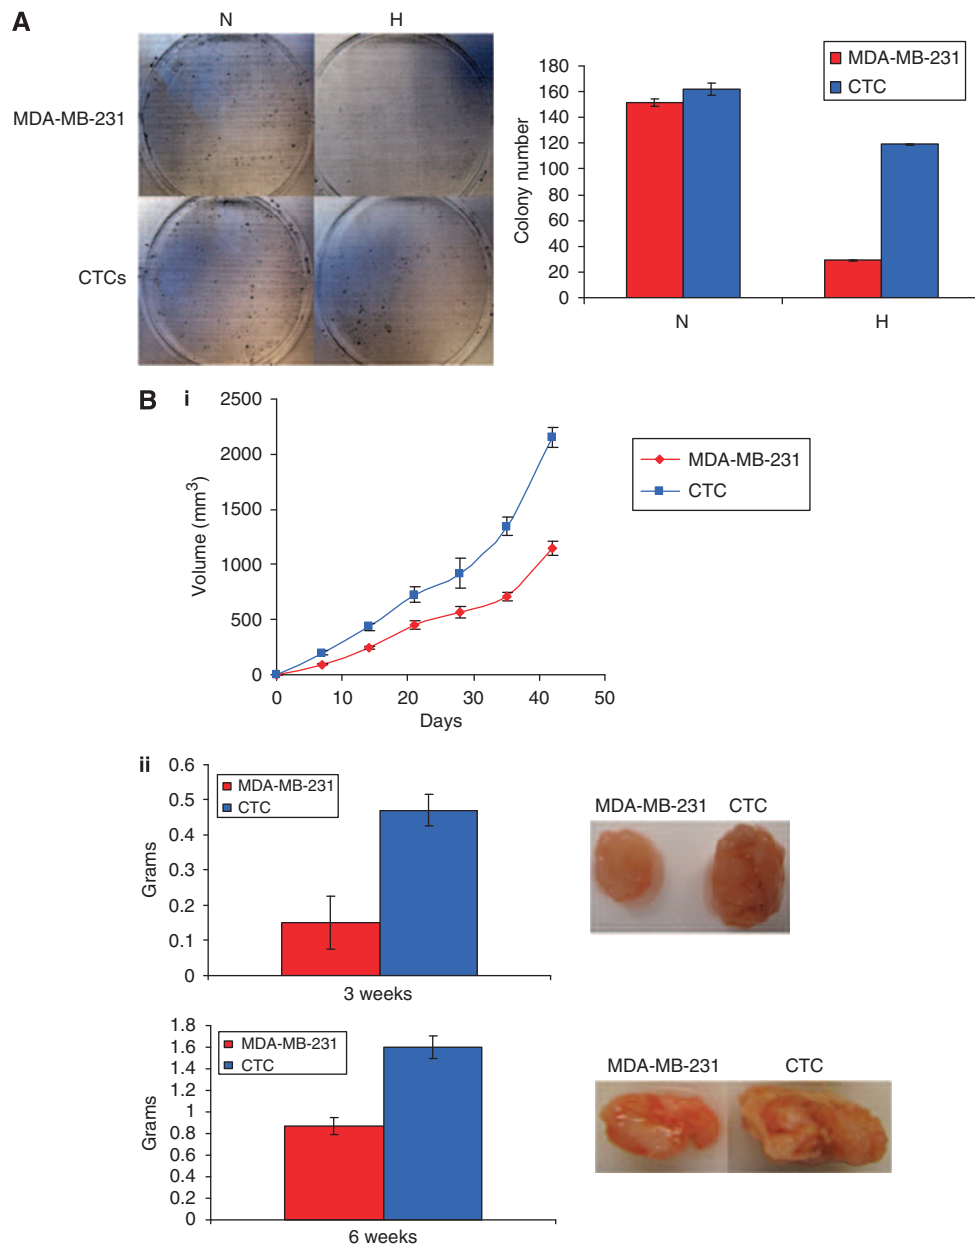 A
N H
MDA-MB-231
CTCs
MDA-MB-231
CTC
180
160
140
120
100
80
60
40
20
0
Colony number
N H
B i
2500
2000
1500
1000
500
0
Volume (mm³)
0 10 20 30 40 50
Days
MDA-MB-231
CTC
ii
0.6
0.5
0.4
0.3
0.2
0.1
0
Grams
MDA-MB-231
CTC
3 weeks
MDA-MB-231 CTC
1.8
1.6
1.4
1.2
1
0.8
0.6
0.4
0.2
0
Grams
MDA-MB-231
CTC
6 weeks
MDA-MB-231 CTC